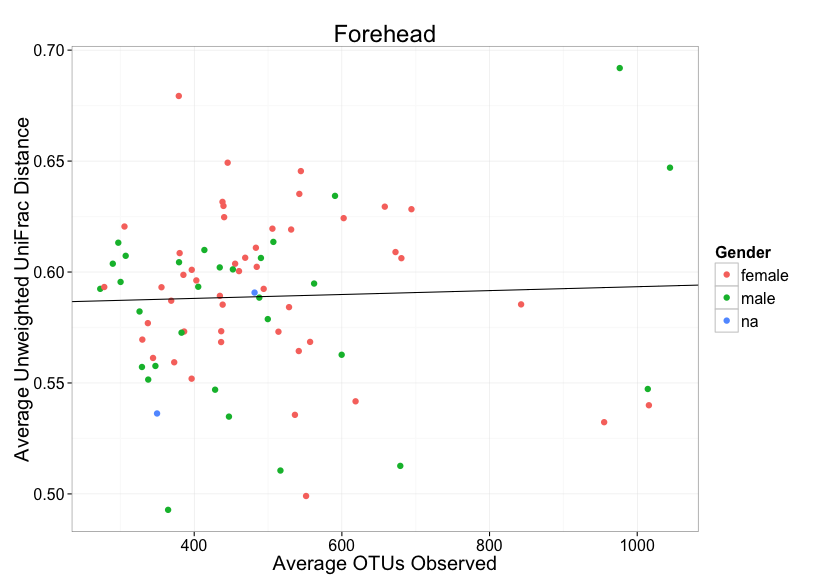 Forehead
Average Unweighted UniFrac Distance
0.70
0.65
0.60
0.55
0.50
400 600 800 1000
Average OTUs Observed
Gender
female
male
na